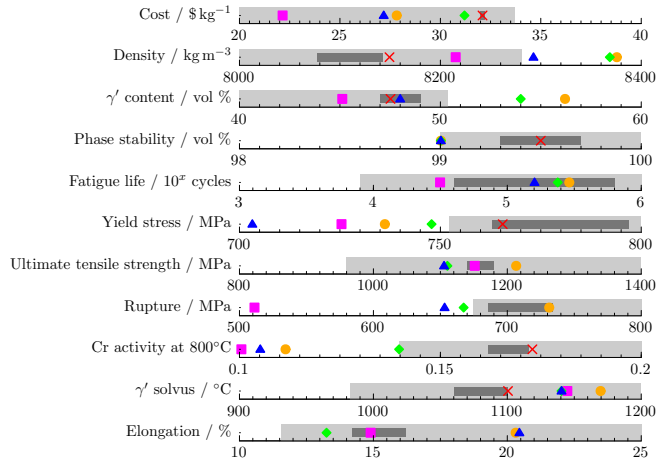 Cost / $ kg⁻¹
20 25 30 35 40
Density / kg m⁻³
8000 8200 8400
γ′ content / vol %
40 50 60
Phase stability / vol %
98 99 100
Fatigue life / 10ˣ cycles
3 4 5 6
Yield stress / MPa
700 750 800
Ultimate tensile strength / MPa
800 1000 1200 1400
Rupture / MPa
500 600 700 800
Cr activity at 800°C
0.1 0.15 0.2
γ′ solvus / °C
900 1000 1100 1200
Elongation / %
10 15 20 25